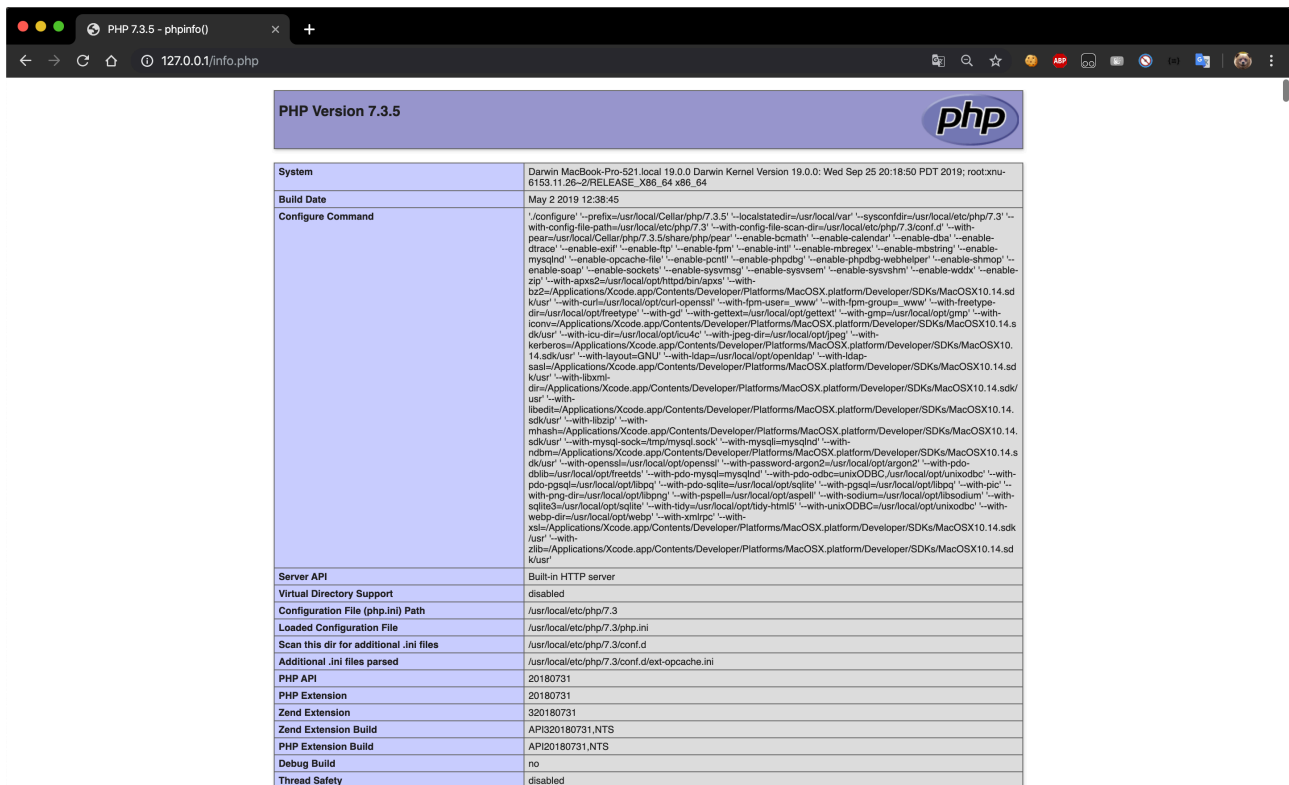 PHP 7.3.5 - phpinfo()
127.0.0.1/info.php
ABP
PHP Version 7.3.5
php
System
Darwin MacBook-Pro-521.local 19.0.0 Darwin Kernel Version 19.0.0: Wed Sep 25 20:18:50 PDT 2019; root:xnu-
6153.11.26~2/RELEASE_X86_64 x86_64
Build Date
May 2 2019 12:38:45
Configure Command
'./configure' '--prefix=/usr/local/Cellar/php/7.3.5' '--localstatedir=/usr/local/var' '--sysconfdir=/usr/local/etc/php/7.3' '--
with-config-file-path=/usr/local/etc/php/7.3' '--with-config-file-scan-dir=/usr/local/etc/php/7.3/conf.d' '--with-
pear=/usr/local/Cellar/php/7.3.5/share/php/pear' '--enable-bcmath' '--enable-calendar' '--enable-dba' '--enable-
dtrace' '--enable-exif' '--enable-ftp' '--enable-fpm' '--enable-intl' '--enable-mbregex' '--enable-mbstring' '--enable-
mysqlnd' '--enable-opcache-file' '--enable-pcntl' '--enable-phpdbg' '--enable-phpdbg-webhelper' '--enable-shmop' '--
enable-soap' '--enable-sockets' '--enable-sysvmsg' '--enable-sysvsem' '--enable-sysvshm' '--enable-wddx' '--enable-
zip' '--with-apxs2=/usr/local/opt/httpd/bin/apxs' '--with-
bz2=/Applications/Xcode.app/Contents/Developer/Platforms/MacOSX.platform/Developer/SDKs/MacOSX10.14.sd
k/usr' '--with-curl=/usr/local/opt/curl-openssl' '--with-fpm-user=_www' '--with-fpm-group=_www' '--with-freetype-
dir=/usr/local/opt/freetype' '--with-gd' '--with-gettext=/usr/local/opt/gettext' '--with-gmp=/usr/local/opt/gmp' '--with-
iconv=/Applications/Xcode.app/Contents/Developer/Platforms/MacOSX.platform/Developer/SDKs/MacOSX10.14.s
dk/usr' '--with-icu-dir=/usr/local/opt/icu4c' '--with-jpeg-dir=/usr/local/opt/jpeg' '--with-
kerberos=/Applications/Xcode.app/Contents/Developer/Platforms/MacOSX.platform/Developer/SDKs/MacOSX10.
14.sdk/usr' '--with-layout=GNU' '--with-ldap=/usr/local/opt/openldap' '--with-ldap-
sasl=/Applications/Xcode.app/Contents/Developer/Platforms/MacOSX.platform/Developer/SDKs/MacOSX10.14.sd
k/usr' '--with-libxml-
dir=/Applications/Xcode.app/Contents/Developer/Platforms/MacOSX.platform/Developer/SDKs/MacOSX10.14.sdk/
usr' '--with-
libedit=/Applications/Xcode.app/Contents/Developer/Platforms/MacOSX.platform/Developer/SDKs/MacOSX10.14.
sdk/usr' '--with-libzip' '--with-
mhash=/Applications/Xcode.app/Contents/Developer/Platforms/MacOSX.platform/Developer/SDKs/MacOSX10.14.
sdk/usr' '--with-mysql-sock=/tmp/mysql.sock' '--with-mysqli=mysqlnd' '--with-
ndbm=/Applications/Xcode.app/Contents/Developer/Platforms/MacOSX.platform/Developer/SDKs/MacOSX10.14.s
dk/usr' '--with-openssl=/usr/local/opt/openssl' '--with-password-argon2=/usr/local/opt/argon2' '--with-pdo-
dblib=/usr/local/opt/freetds' '--with-pdo-mysql=mysqlnd' '--with-pdo-odbc=unixODBC,/usr/local/opt/unixodbc' '--with-
pdo-pgsql=/usr/local/opt/libpq' '--with-pdo-sqlite=/usr/local/opt/sqlite' '--with-pgsql=/usr/local/opt/libpq' '--with-pic' '--
with-png-dir=/usr/local/opt/libpng' '--with-pspell=/usr/local/opt/aspell' '--with-sodium=/usr/local/opt/libsodium' '--with-
sqlite3=/usr/local/opt/sqlite' '--with-tidy=/usr/local/opt/tidy-html5' '--with-unixODBC=/usr/local/opt/unixodbc' '--with-
webp-dir=/usr/local/opt/webp' '--with-xmlrpc' '--with-
xsl=/Applications/Xcode.app/Contents/Developer/Platforms/MacOSX.platform/Developer/SDKs/MacOSX10.14.sdk
/usr' '--with-
zlib=/Applications/Xcode.app/Contents/Developer/Platforms/MacOSX.platform/Developer/SDKs/MacOSX10.14.sd
k/usr'
Server API
Built-in HTTP server
Virtual Directory Support
disabled
Configuration File (php.ini) Path
/usr/local/etc/php/7.3
Loaded Configuration File
/usr/local/etc/php/7.3/php.ini
Scan this dir for additional .ini files
/usr/local/etc/php/7.3/conf.d
Additional .ini files parsed
/usr/local/etc/php/7.3/conf.d/ext-opcache.ini
PHP API
20180731
PHP Extension
20180731
Zend Extension
320180731
Zend Extension Build
API320180731,NTS
PHP Extension Build
API20180731,NTS
Debug Build
no
Thread Safety
disabled